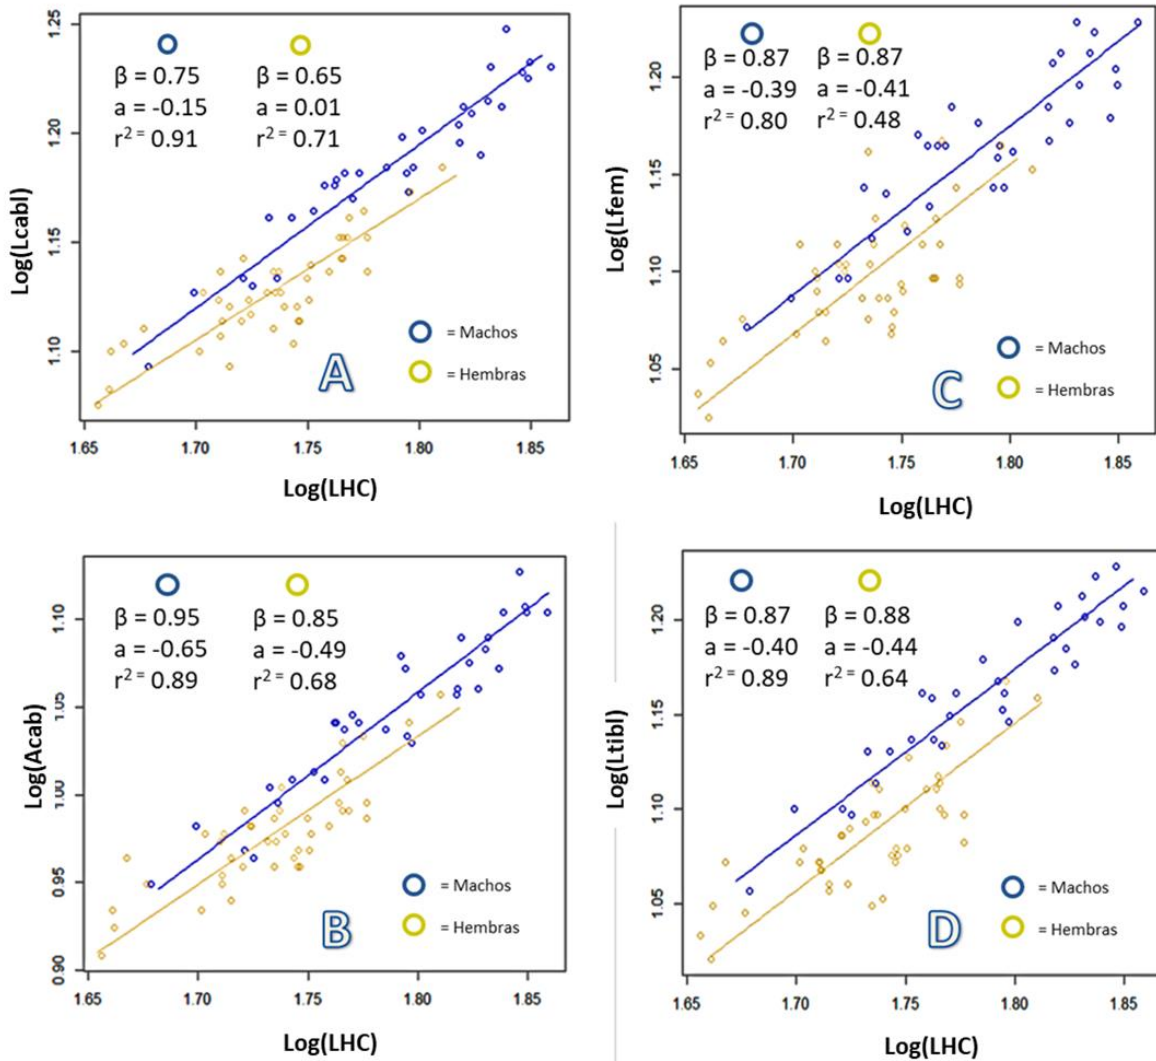 1.25
1.20
1.15
1.10
Log(Lcabl)
β = 0.75
a = -0.15
r² = 0.91
β = 0.65
a = 0.01
r² = 0.71
= Machos
= Hembras
A
1.65 1.70 1.75 1.80 1.85
Log(LHC)
1.20
1.15
1.10
1.05
Log(Lfem)
β = 0.87
a = -0.39
r² = 0.80
β = 0.87
a = -0.41
r² = 0.48
= Machos
= Hembras
C
1.65 1.70 1.75 1.80 1.85
Log(LHC)
1.10
1.05
1.00
0.95
0.90
Log(Acab)
β = 0.95
a = -0.65
r² = 0.89
β = 0.85
a = -0.49
r² = 0.68
= Machos
= Hembras
B
1.65 1.70 1.75 1.80 1.85
Log(LHC)
1.20
1.15
1.10
1.05
Log(Ltibl)
β = 0.87
a = -0.40
r² = 0.89
β = 0.88
a = -0.44
r² = 0.64
= Machos
= Hembras
D
1.65 1.70 1.75 1.80 1.85
Log(LHC)